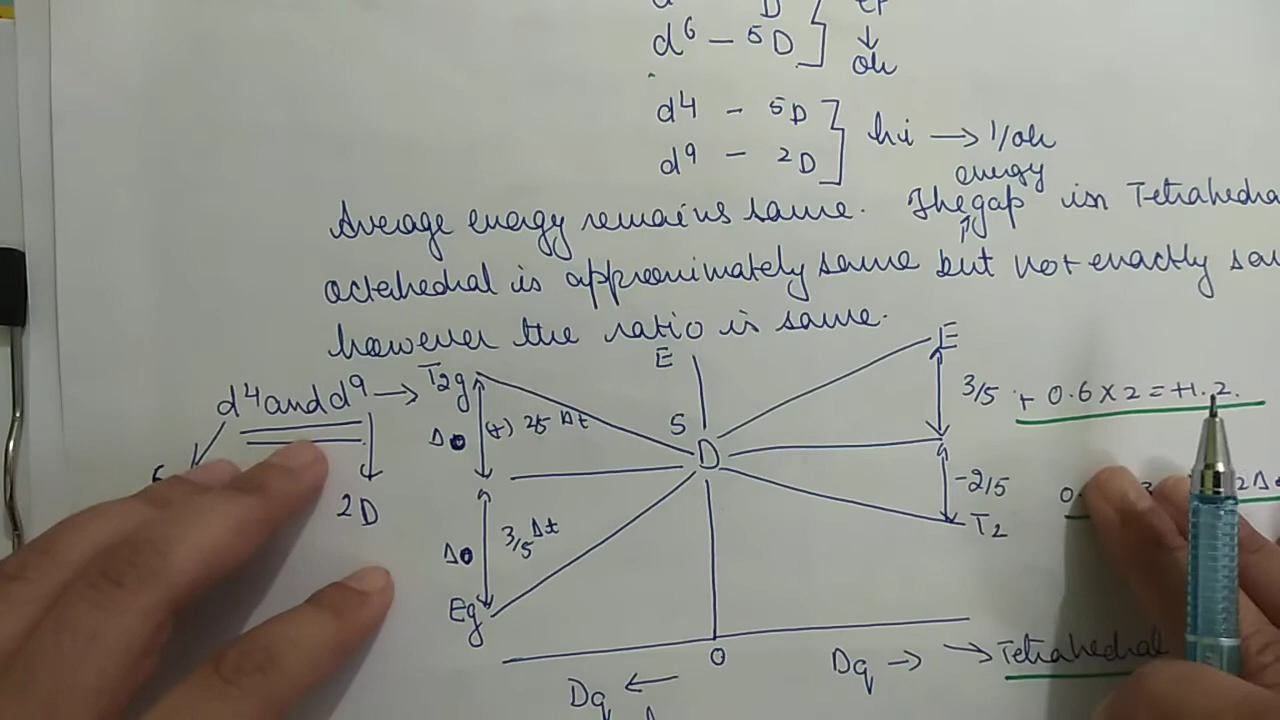 D
d6 - 5D
oh
d4 - 5D
d9 - 2D
hi → 1/oh
energy
Average energy remains same. The gap in Tetrahedra
octahedral is approximately same but not exactly sa
however the ratio is same.
d4 and d9 → T2g
2D
Δo
(+) 2/5 Δt
Δo
3/5 Δt
Eg
E
5
D
E
3/5
+ 0.6 x 2 = +1.2.
-2/5
T2
O
Dq ←
Dq → → Tetrahedral